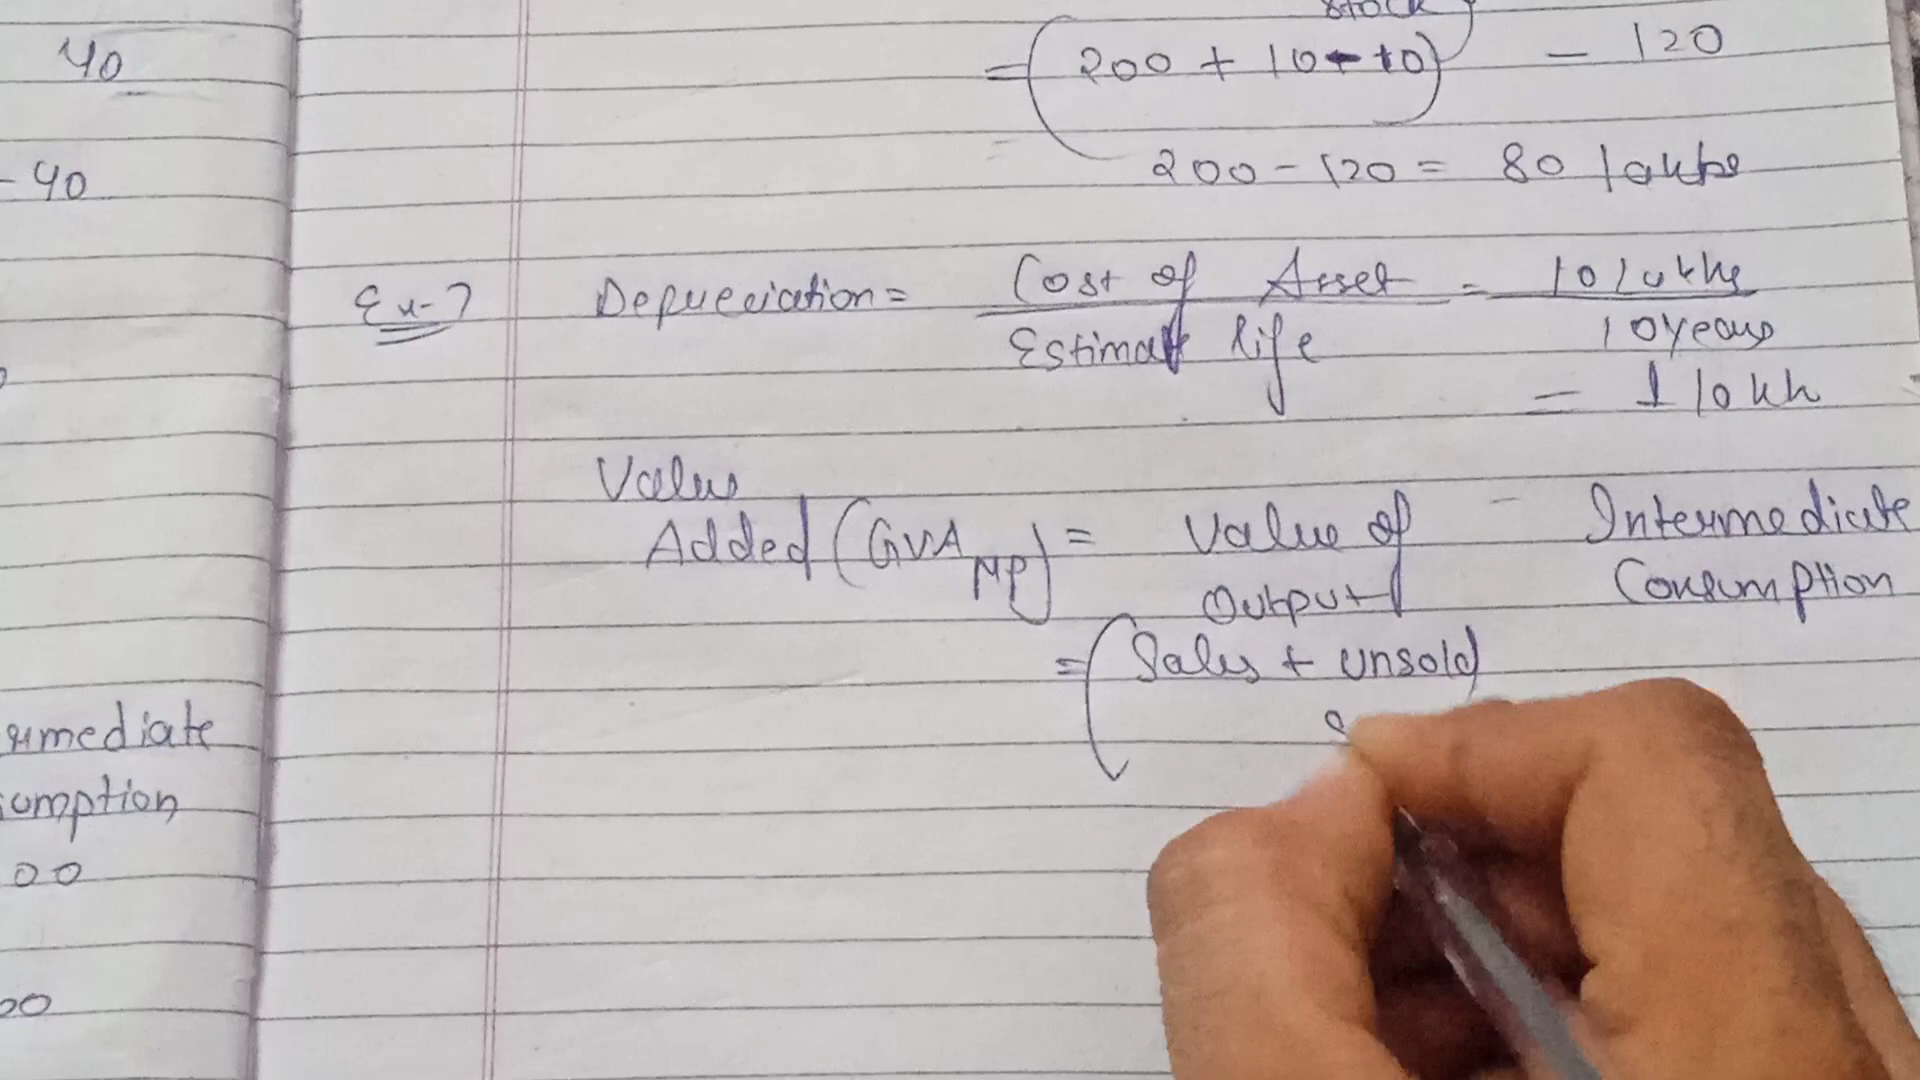 40
- 40
rmediate
umption
00
00
stock)
= (200 + 10 - 10) - 120
200 - 120 = 80 lakhs
Ex-7 Depreciation = Cost of Asset = 10 lakhs
Estimat life 10 years
= 1 lakh
Value
Added (GVA MP) = Value of - Intermediate
Output Consumption
= (Sales + unsold